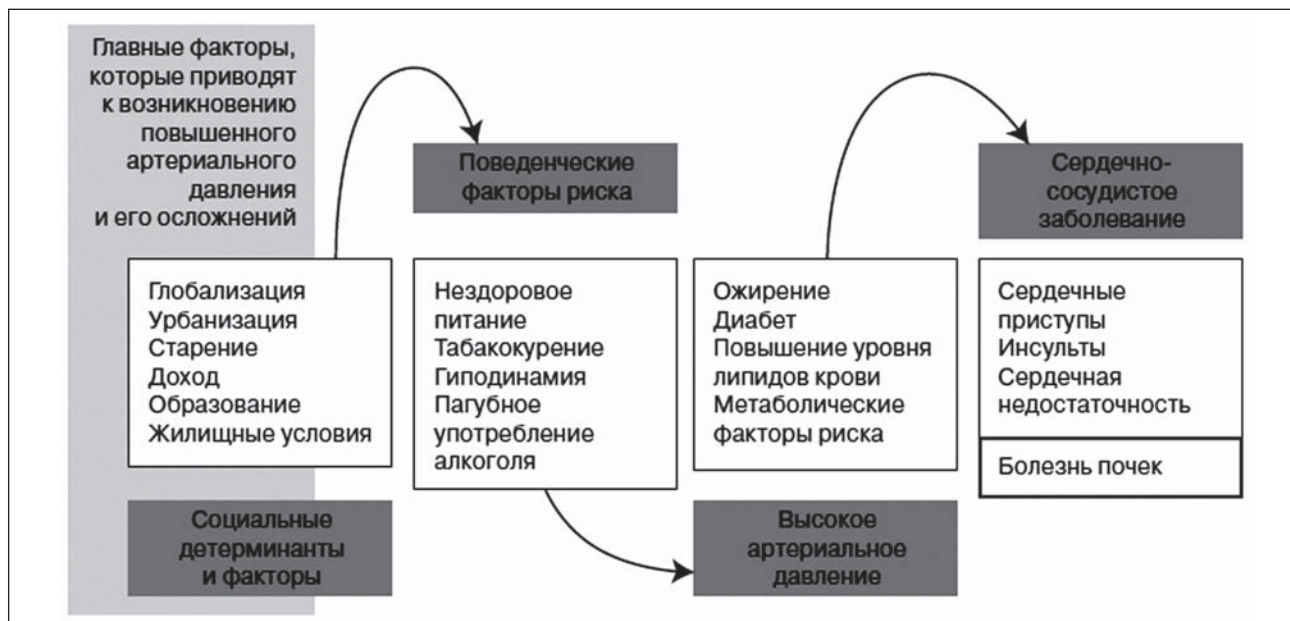 Главные факторы,
которые приводят
к возникновению
повышенного
артериального
давления
и его осложнений
Поведенческие
факторы риска
Сердечно-
сосудистое
заболевание
Глобализация
Урбанизация
Старение
Доход
Образование
Жилищные условия
Нездоровое
питание
Табакокурение
Гиподинамия
Пагубное
употребление
алкоголя
Ожирение
Диабет
Повышение уровня
липидов крови
Метаболические
факторы риска
Сердечные
приступы
Инсульты
Сердечная
недостаточность
Болезнь почек
Социальные
детерминанты
и факторы
Высокое
артериальное
давление